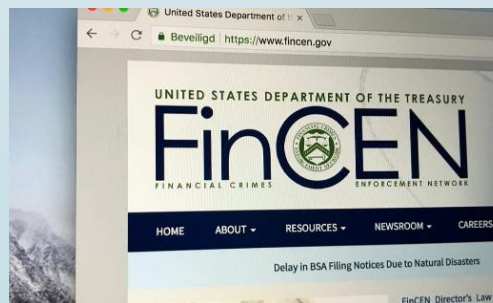 United States Department of t
Beveiligd https://www.fincen.gov
UNITED STATES DEPARTMENT OF THE TREASURY
FinCEN
FINANCIAL CRIMES ENFORCEMENT NETWORK
HOME ABOUT RESOURCES NEWSROOM CAREERS
Delay in BSA Filing Notices Due to Natural Disasters
FinCEN Director's Law